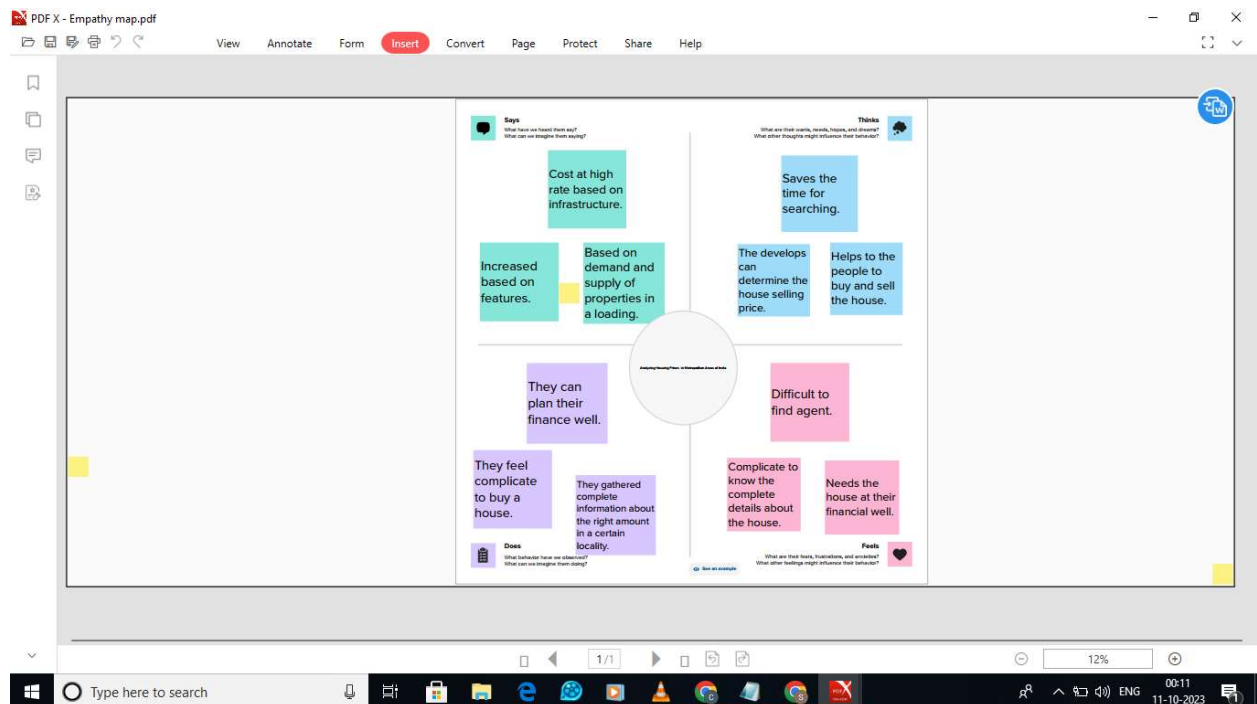 PDF X - Empathy map.pdf
View Annotate Form Insert Convert Page Protect Share Help
Says
What have we heard them say?
What can we imagine them saying?
Thinks
What are their wants, needs, hopes, and dreams?
What other thoughts might influence their behavior?
Cost at high
rate based on
infrastructure.
Increased
based on
features.
Based on
demand and
supply of
properties in
a loading.
Saves the
time for
searching.
The develops
can
determine the
house selling
price.
Helps to the
people to
buy and sell
the house.
Analyzing Housing Prices in Metropolitan Areas of India
They can
plan their
finance well.
They feel
complicate
to buy a
house.
They gathered
complete
information about
the right amount
in a certain
locality.
Difficult to
find agent.
Complicate to
know the
complete
details about
the house.
Needs the
house at their
financial well.
Does
What behavior have we observed?
What can we imagine them doing?
Feels
What are their fears, frustrations, and anxieties?
What other feelings might influence their behavior?
See an example
1/1
12%
Type here to search
ENG
00:11
11-10-2023